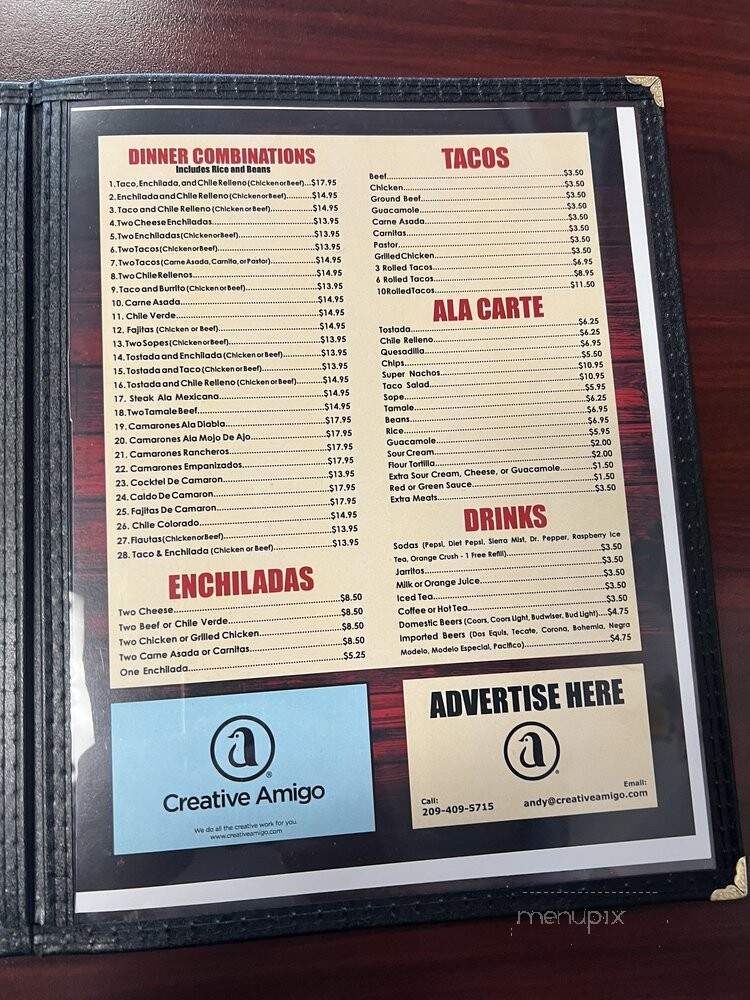 DINNER COMBINATIONS
Includes Rice and Beans
1. Taco, Enchilada, and Chile Relleno (Chicken or Beef)...$17.95
2. Enchilada and Chile Relleno (Chicken or Beef)...$14.95
3. Taco and Chile Relleno (Chicken or Beef)...$14.95
4. Two Cheese Enchiladas...$13.95
5. Two Enchiladas (Chicken or Beef)...$13.95
6. Two Tacos (Chicken or Beef)...$13.95
7. Two Tacos (Carne Asada, Carnita, or Pastor)...$14.95
8. Two Chile Rellenos...$14.95
9. Taco and Burrito (Chicken or Beef)...$13.95
10. Carne Asada...$14.95
11. Chile Verde...$14.95
12. Fajitas (Chicken or Beef)...$14.95
13. Two Sopes (Chicken or Beef)...$13.95
14. Tostada and Enchilada (Chicken or Beef)...$13.95
15. Tostada and Taco (Chicken or Beef)...$13.95
16. Tostada and Chile Relleno (Chicken or Beef)...$14.95
17. Steak Ala Mexicana...$14.95
18. Two Tamale Beef...$14.95
19. Camarones Ala Diabla...$17.95
20. Camarones Ala Mojo De Ajo...$17.95
21. Camarones Rancheros...$17.95
22. Camarones Empanizados...$17.95
23. Cocktel De Camaron...$13.95
24. Caldo De Camaron...$17.95
25. Fajitas De Camaron...$17.95
26. Chile Colorado...$14.95
27. Flautas (Chicken or Beef)...$13.95
28. Taco & Enchilada (Chicken or Beef)...$13.95
ENCHILADAS
Two Cheese...$8.50
Two Beef or Chile Verde...$8.50
Two Chicken or Grilled Chicken...$8.50
Two Carne Asada or Carnitas...$8.50
One Enchilada...$5.25
TACOS
Beef...$3.50
Chicken...$3.50
Ground Beef...$3.50
Guacamole...$3.50
Carne Asada...$3.50
Carnitas...$3.50
Pastor...$3.50
Grilled Chicken...$3.50
3 Rolled Tacos...$6.95
6 Rolled Tacos...$8.95
10 Rolled Tacos...$11.50
ALA CARTE
Tostada...$6.25
Chile Relleno...$6.25
Quesadilla...$6.95
Chips...$5.50
Super Nachos...$10.95
Taco Salad...$10.95
Sope...$5.95
Tamale...$6.25
Beans...$6.95
Rice...$6.95
Guacamole...$5.95
Sour Cream...$2.00
Flour Tortilla...$2.00
Extra Sour Cream, Cheese, or Guacamole...$1.50
Red or Green Sauce...$1.50
Extra Meats...$3.50
DRINKS
Sodas (Pepsi, Diet Pepsi, Sierra Mist, Dr. Pepper, Raspberry Ice
Tea, Orange Crush - 1 Free Refill)...$3.50
Jarritos...$3.50
Milk or Orange Juice...$3.50
Iced Tea...$3.50
Coffee or Hot Tea...$3.50
Domestic Beers (Coors, Coors Light, Budwiser, Bud Light)...$4.75
Imported Beers (Dos Equis, Tecate, Corona, Bohemia, Negra
Modelo, Modelo Especial, Pacifico)...$4.75
a®
Creative Amigo
We do all the creative work for you.
www.creativeamigo.com
ADVERTISE HERE
a®
Call:
209-409-5715
Email:
andy@creativeamigo.com
menupix